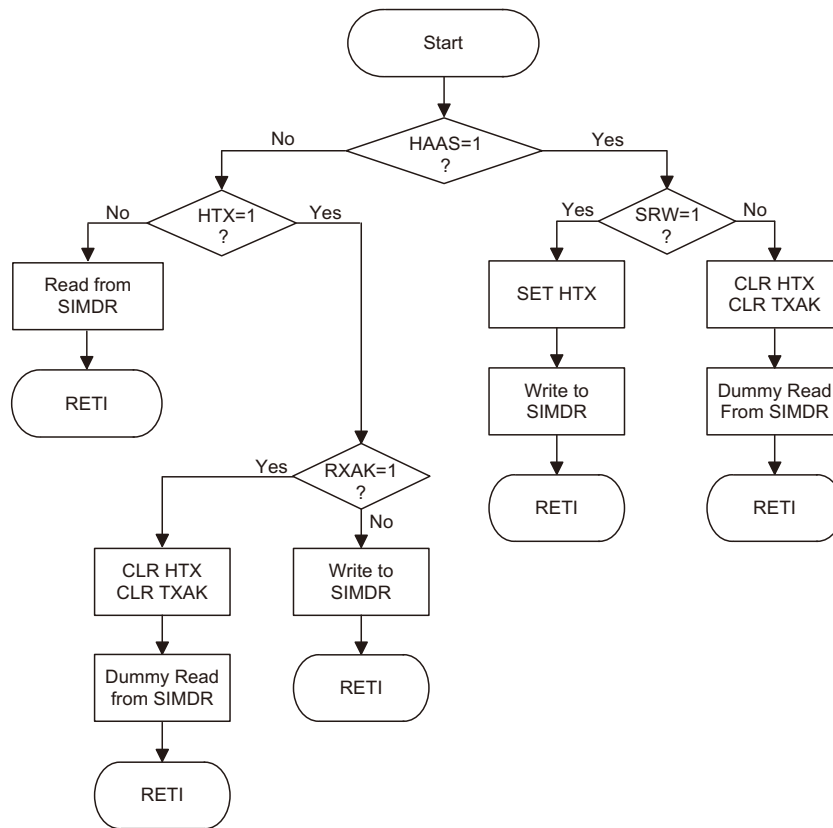 Start
No
HAAS=1
?
Yes
No
HTX=1
?
Yes
Yes
SRW=1
?
No
Read from
SIMDR
SET HTX
CLR HTX
CLR TXAK
RETI
Write to
SIMDR
Dummy Read
From SIMDR
Yes
RXAK=1
?
No
RETI
RETI
CLR HTX
CLR TXAK
Write to
SIMDR
Dummy Read
from SIMDR
RETI
RETI